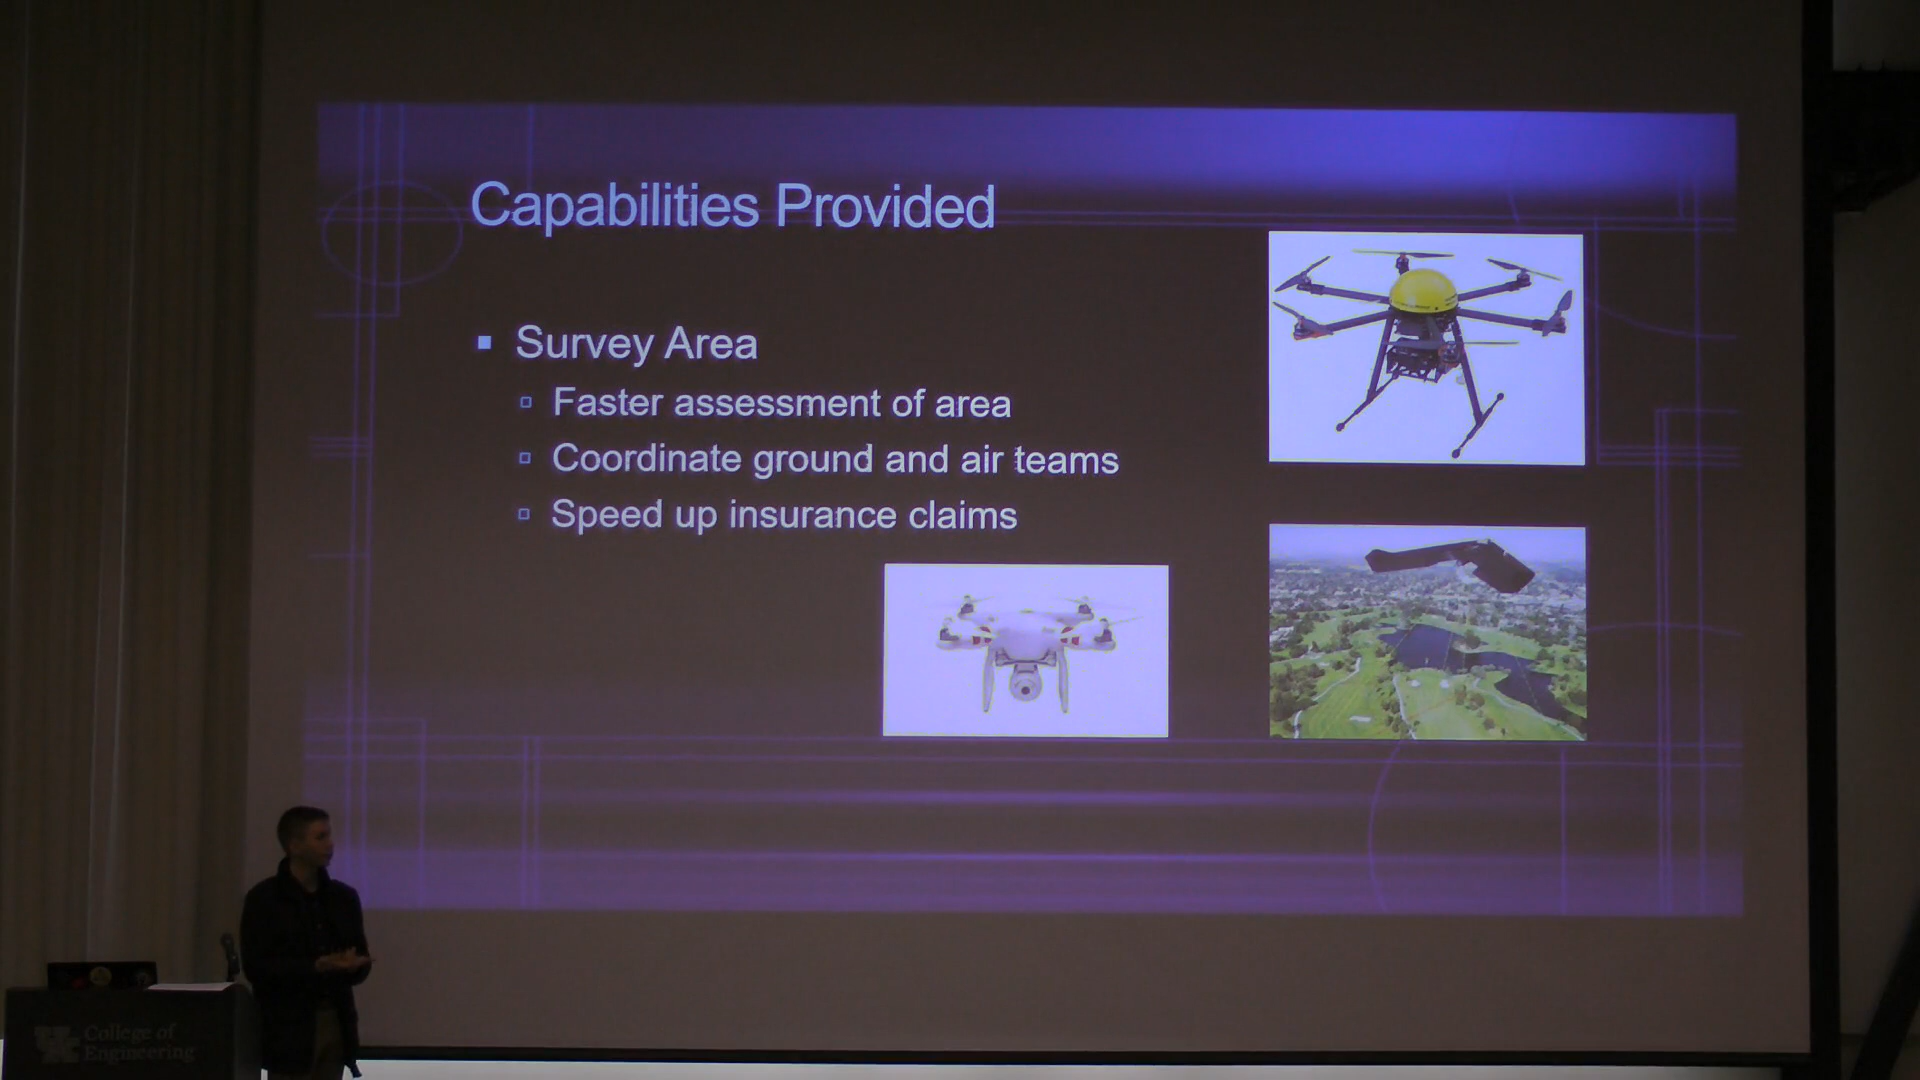 Capabilities Provided
Survey Area
Faster assessment of area
Coordinate ground and air teams
Speed up insurance claims
College of
Engineering